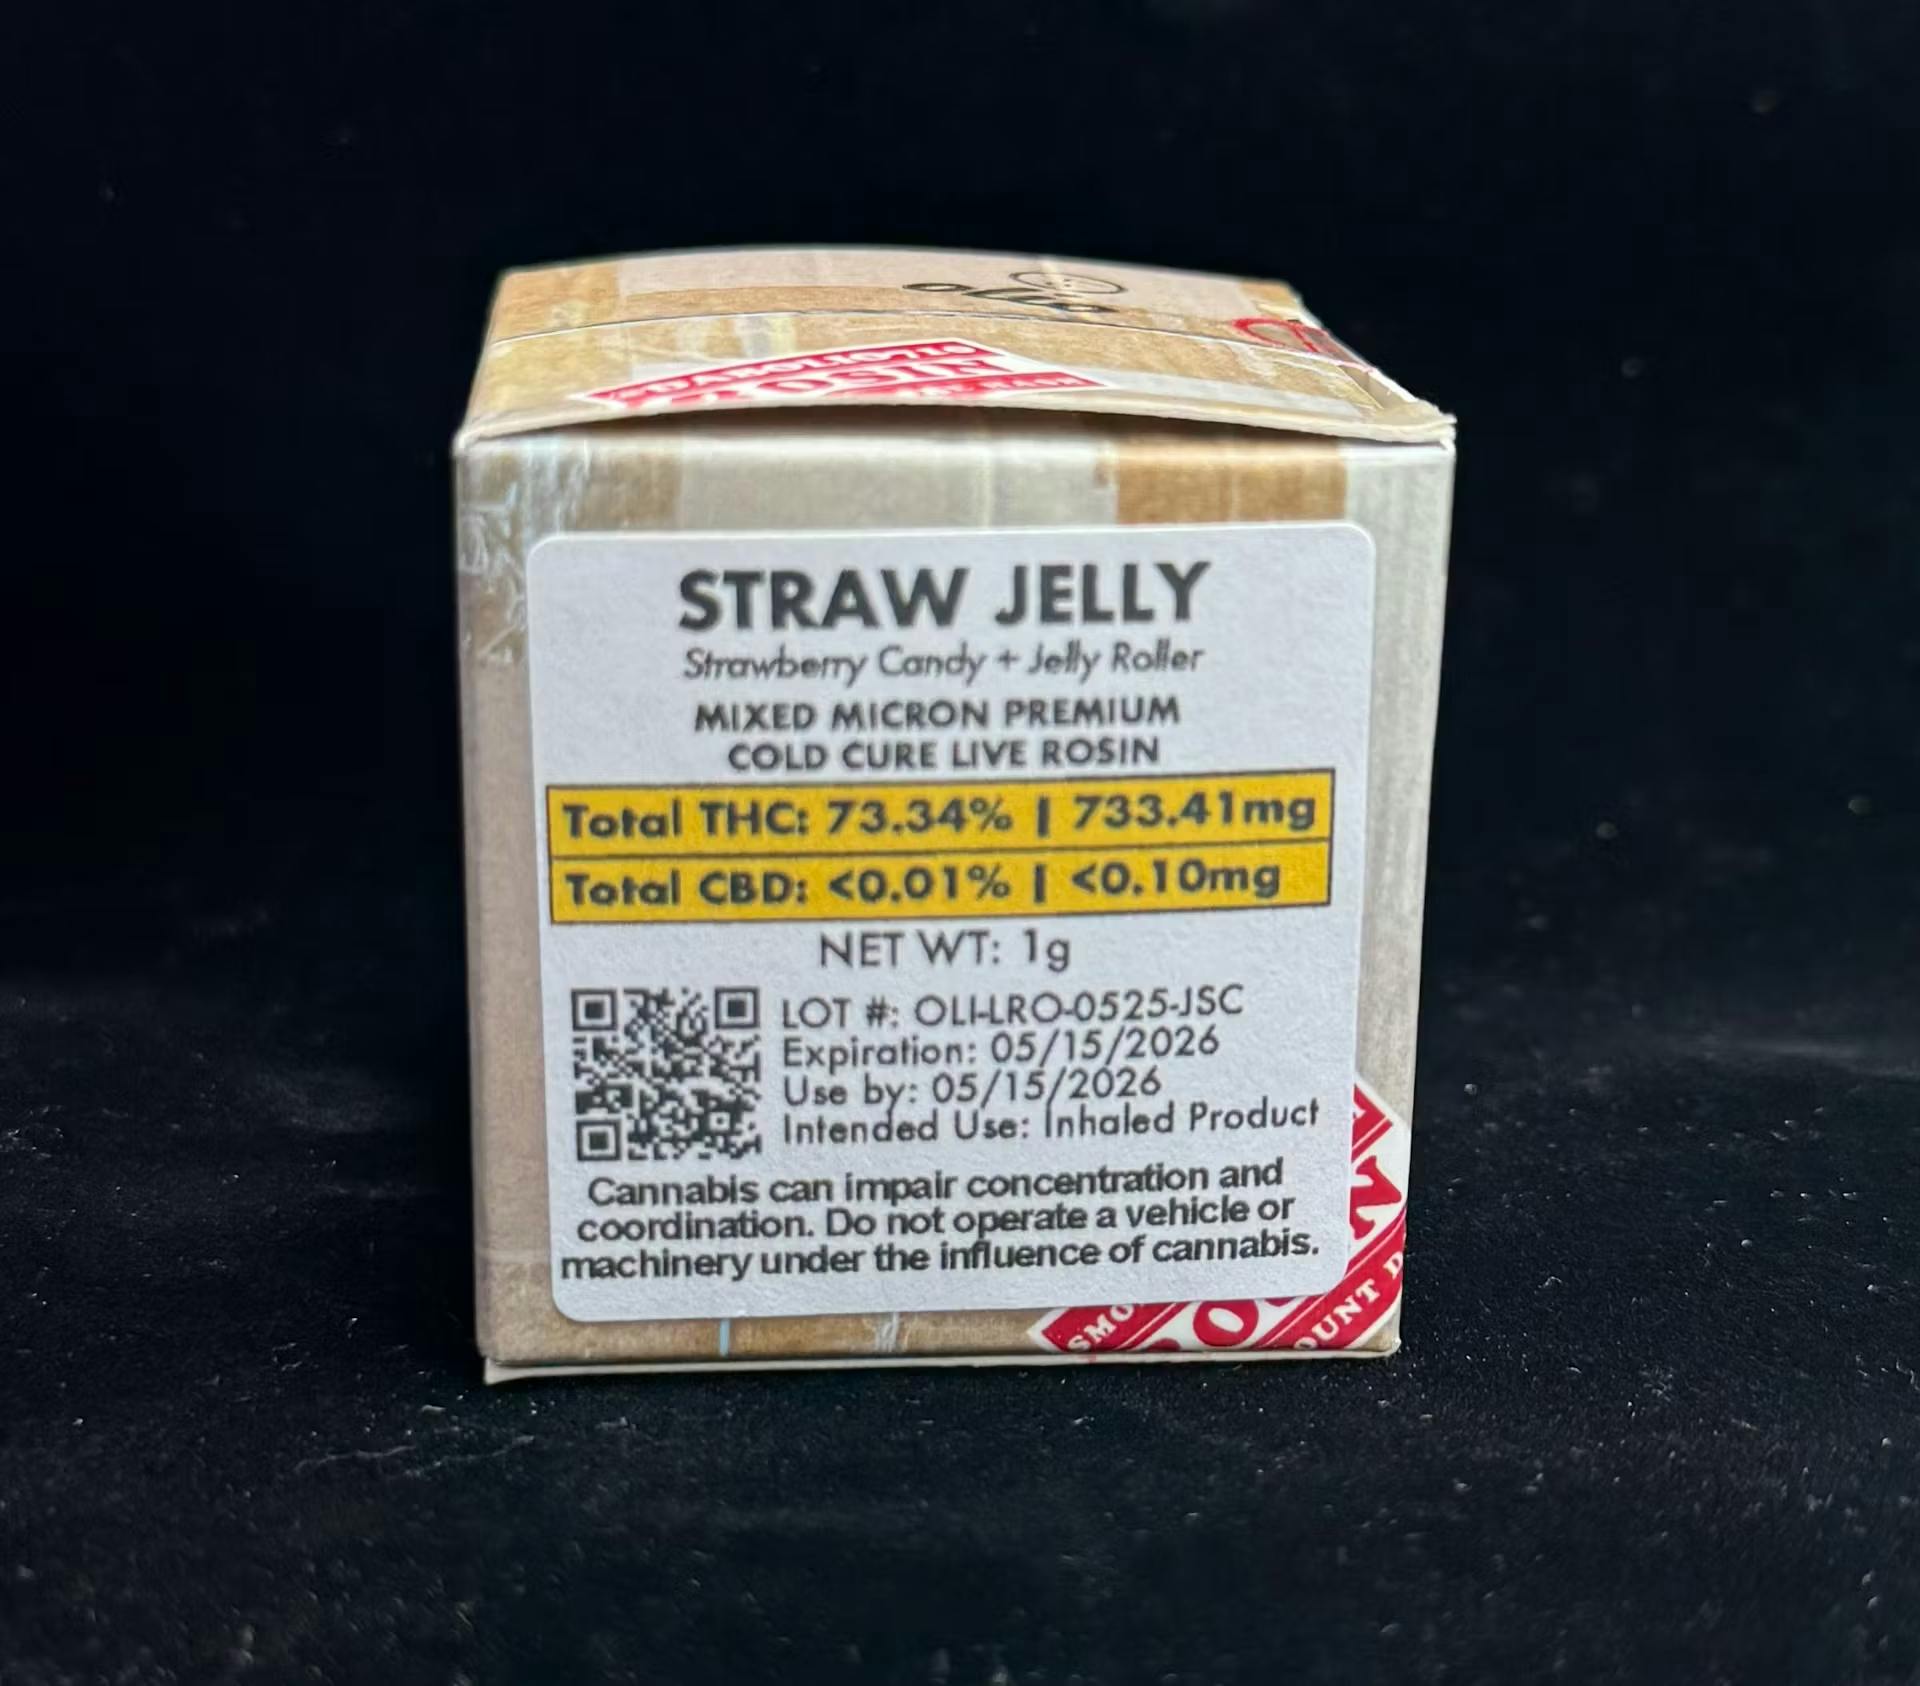 ROSIN
STRAW JELLY
Strawberry Candy + Jelly Roller
MIXED MICRON PREMIUM
COLD CURE LIVE ROSIN
Total THC: 73.34% | 733.41mg
Total CBD: <0.01% | <0.10mg
NET WT: 1g
LOT #: OLI-LRO-0525-JSC
Expiration: 05/15/2026
Use by: 05/15/2026
Intended Use: Inhaled Product
Cannabis can impair concentration and
coordination. Do not operate a vehicle or
machinery under the influence of cannabis.